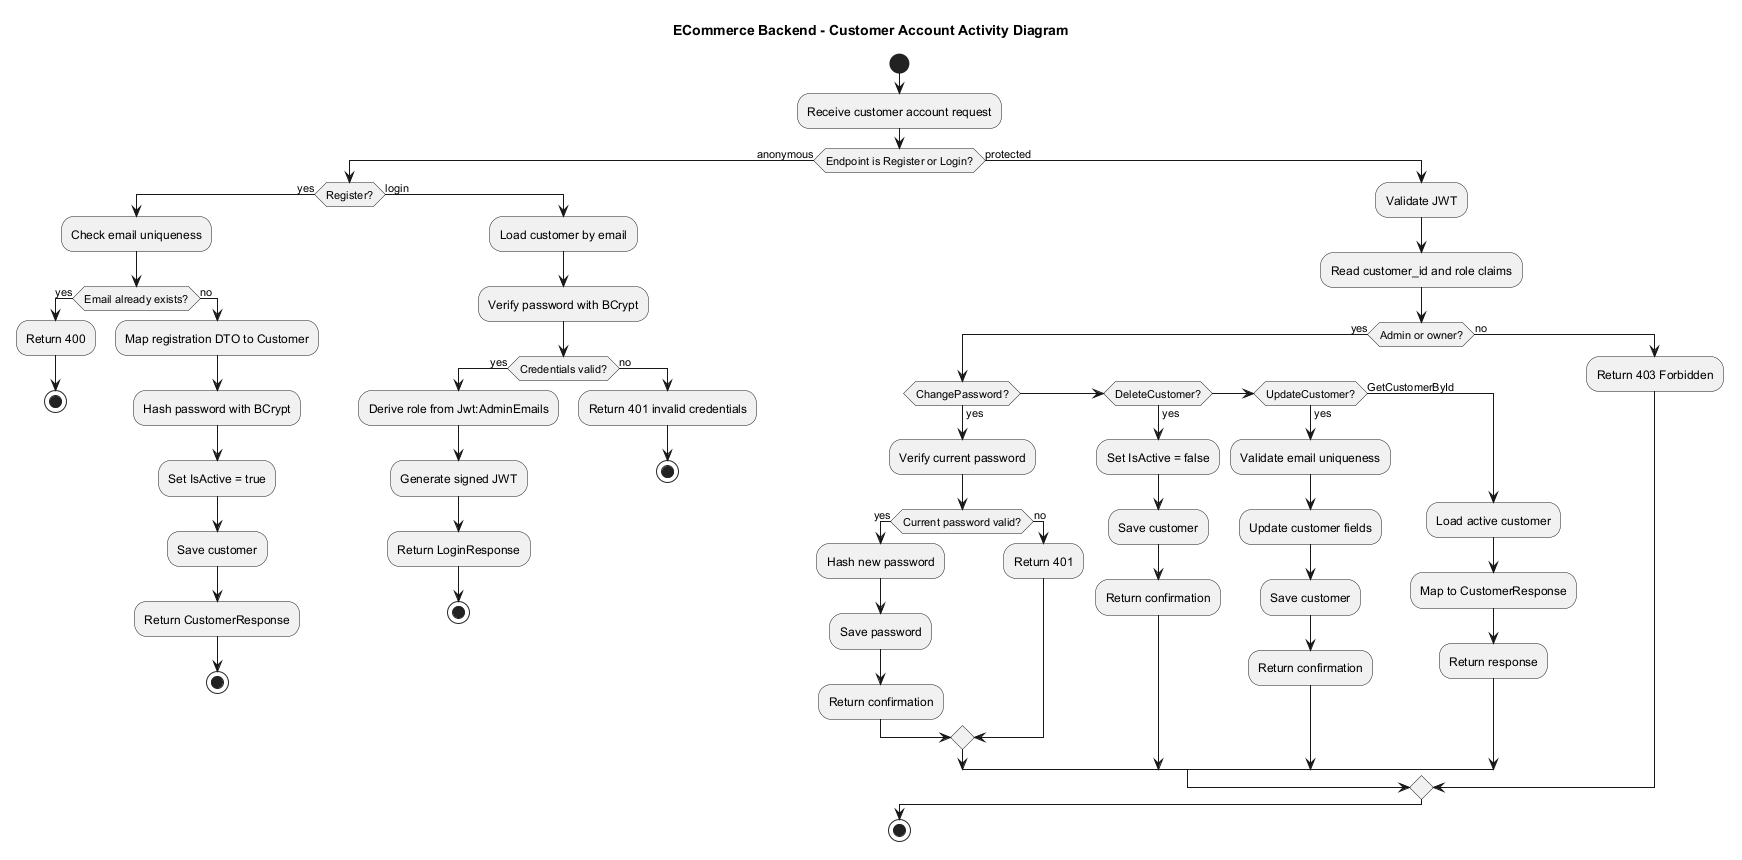 ECommerce Backend - Customer Account Activity Diagram
Receive customer account request
anonymous
Endpoint is Register or Login?
protected
yes
Register?
login
Check email uniqueness
yes
Email already exists?
no
Return 400
Map registration DTO to Customer
Hash password with BCrypt
Set IsActive = true
Save customer
Return CustomerResponse
Load customer by email
Verify password with BCrypt
yes
Credentials valid?
no
Derive role from Jwt:AdminEmails
Generate signed JWT
Return LoginResponse
Return 401 invalid credentials
Validate JWT
Read customer_id and role claims
yes
Admin or owner?
no
ChangePassword?
yes
Verify current password
yes
Current password valid?
no
Hash new password
Save password
Return confirmation
Return 401
DeleteCustomer?
yes
Set IsActive = false
Save customer
Return confirmation
UpdateCustomer?
yes
Validate email uniqueness
Update customer fields
Save customer
Return confirmation
GetCustomerById
Load active customer
Map to CustomerResponse
Return response
Return 403 Forbidden